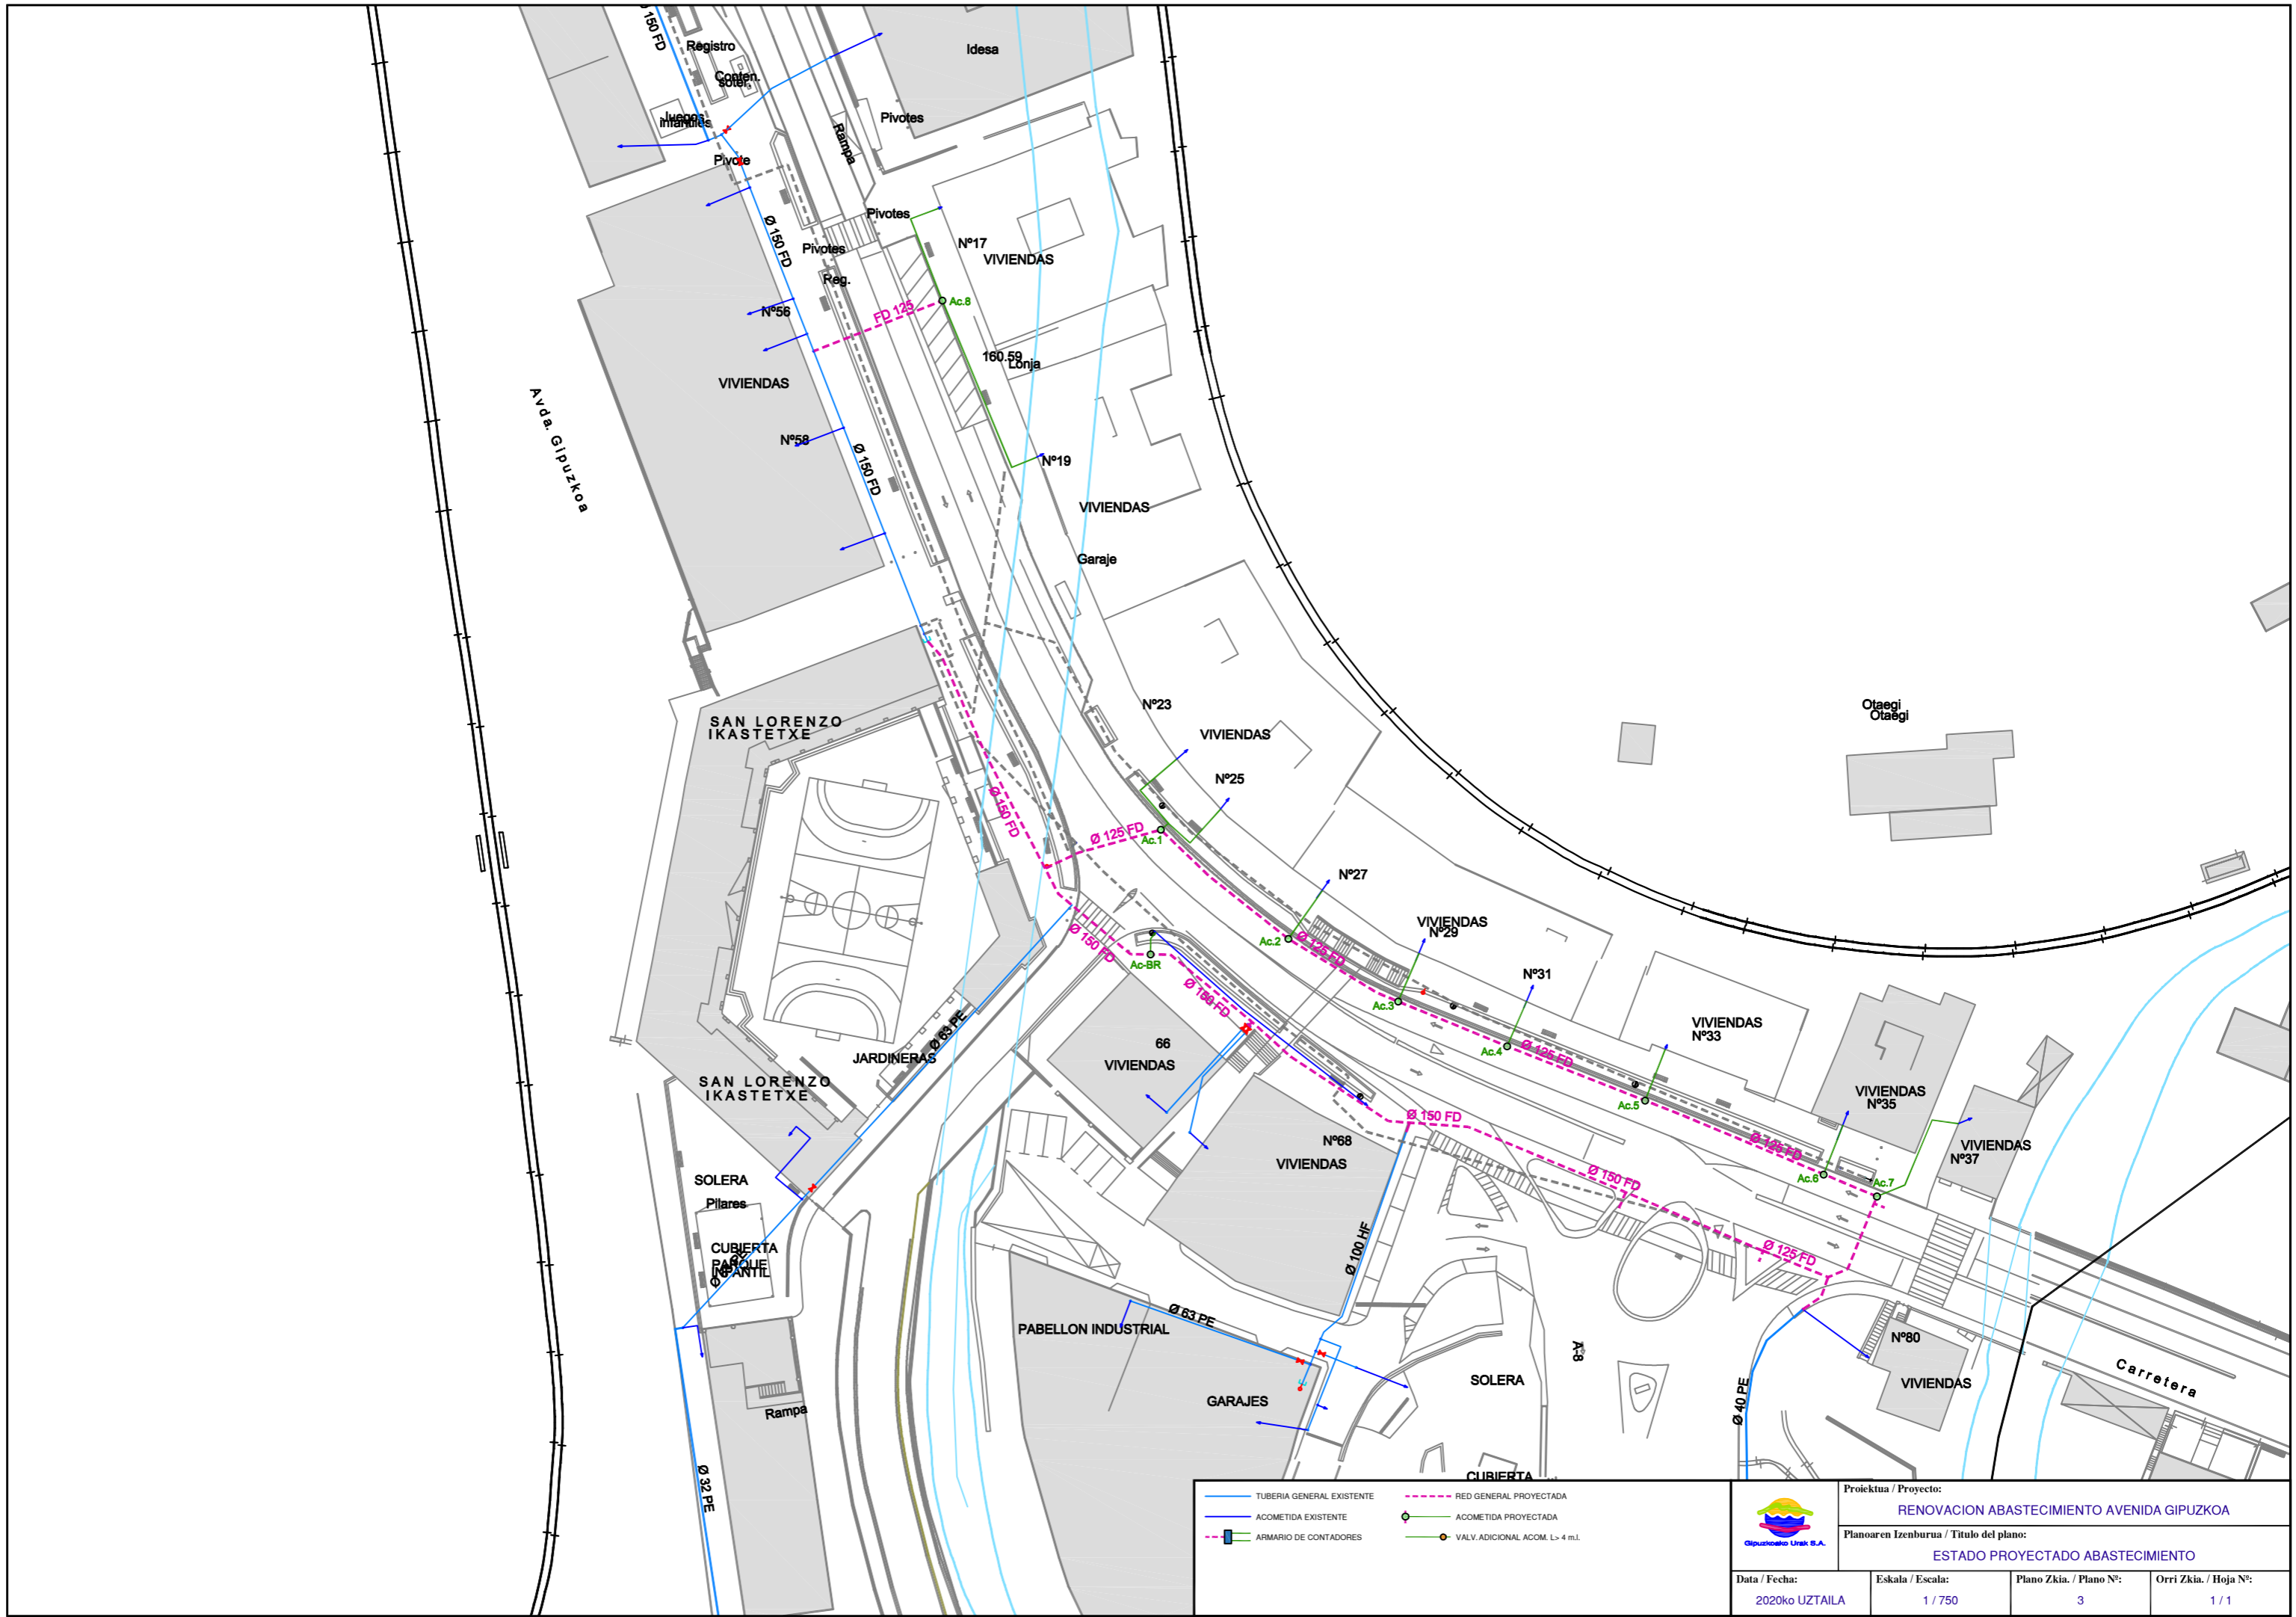 Ø 150 FD
Registro
Conten.
soter.
Juegos
infantiles
Pivote
Idesa
Pivotes
Rampa
Pivotes
Nº17
VIVIENDAS
Ø 150 FD
Pivotes
Reg.
Ac.8
FD 125
Nº56
160.59
Lonja
VIVIENDAS
Avda. Gipuzkoa
Nº58
Ø 150 FD
Nº19
VIVIENDAS
Garaje
Nº23
VIVIENDAS
Nº25
Otaegi
Otaegi
SAN LORENZO
IKASTETXE
Ø 150 FD
Ø 125 FD
Ac.1
Nº27
VIVIENDAS
Nº29
Ac.2
Ø 125 FD
Ø 150 FD
Ac-BR
Ø 150 FD
Nº31
Ac.3
VIVIENDAS
Nº33
Ac.4
Ø 125 FD
Ø 63 PE
JARDINERAS
66
VIVIENDAS
SAN LORENZO
IKASTETXE
Ac.5
VIVIENDAS
Nº35
Ø 150 FD
Nº68
VIVIENDAS
Ø 125 FD
VIVIENDAS
Nº37
Ac.6
Ac.7
Ø 150 FD
SOLERA
Pilares
CUBIERTA
PARQUE
INFANTIL
Ø 100 HF
Ø 125 FD
Ø 63 PE
PABELLON INDUSTRIAL
Nº80
VIVIENDAS
Carretera
A-8
SOLERA
GARAJES
Ø 40 PE
Rampa
Ø 32 PE
CUBIERTA
TUBERIA GENERAL EXISTENTE
RED GENERAL PROYECTADA
ACOMETIDA EXISTENTE
ACOMETIDA PROYECTADA
ARMARIO DE CONTADORES
VALV. ADICIONAL ACOM. L> 4 m.l.
Gipuzkoako Urak S.A.
Proiektua / Proyecto:
RENOVACION ABASTECIMIENTO AVENIDA GIPUZKOA
Planoaren Izenburua / Titulo del plano:
ESTADO PROYECTADO ABASTECIMIENTO
Data / Fecha:
2020ko UZTAILA
Eskala / Escala:
1 / 750
Plano Zkia. / Plano Nº:
3
Orri Zkia. / Hoja Nº:
1 / 1